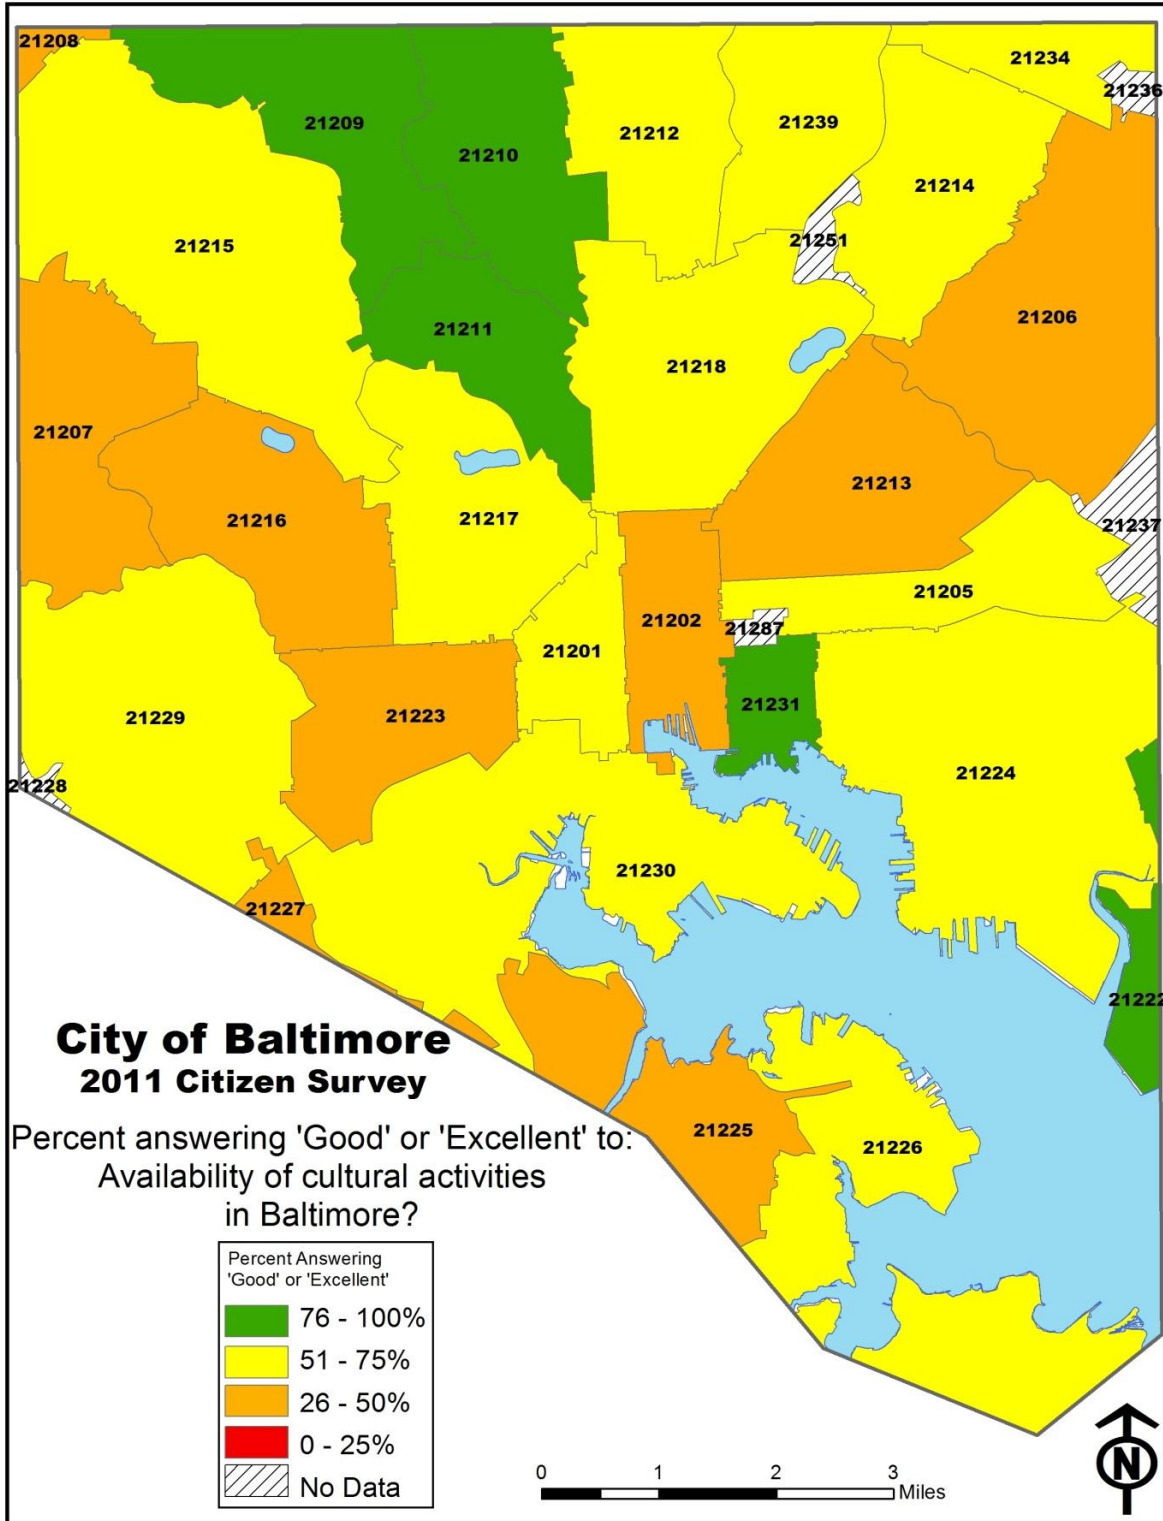 21208
21234
21236
21209
21210
21212
21239
21214
21251
21215
21206
21211
21218
21207
21216
21217
21213
21237
21205
21202
21287
21201
21231
21229
21223
21224
21228
21230
21227
21222
21225
21226
City of Baltimore
2011 Citizen Survey
Percent answering 'Good' or 'Excellent' to:
Availability of cultural activities
in Baltimore?
Percent Answering
'Good' or 'Excellent'
76 - 100%
51 - 75%
26 - 50%
0 - 25%
No Data
0 1 2 3
Miles
N